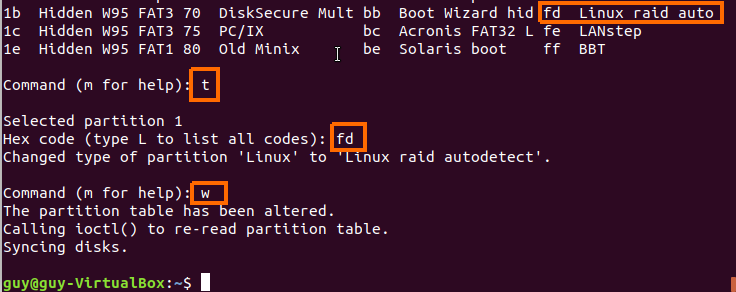 1b  Hidden W95 FAT3 70  DiskSecure Mult bb  Boot Wizard hid fd  Linux raid auto
1c  Hidden W95 FAT3 75  PC/IX           bc  Acronis FAT32 L fe  LANstep
1e  Hidden W95 FAT1 80  Old Minix       be  Solaris boot    ff  BBT
Command (m for help): t
Selected partition 1
Hex code (type L to list all codes): fd
Changed type of partition 'Linux' to 'Linux raid autodetect'.
Command (m for help): w
The partition table has been altered.
Calling ioctl() to re-read partition table.
Syncing disks.
guy@guy-VirtualBox:~$